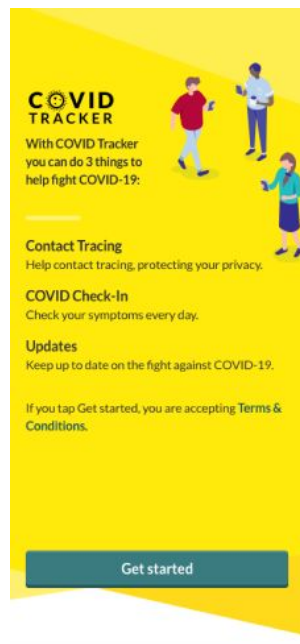 COVID
TRACKER
With COVID Tracker
you can do 3 things to
help fight COVID-19:
Contact Tracing
Help contact tracing, protecting your privacy.
COVID Check-In
Check your symptoms every day.
Updates
Keep up to date on the fight against COVID-19.
If you tap Get started, you are accepting Terms &
Conditions.
Get started